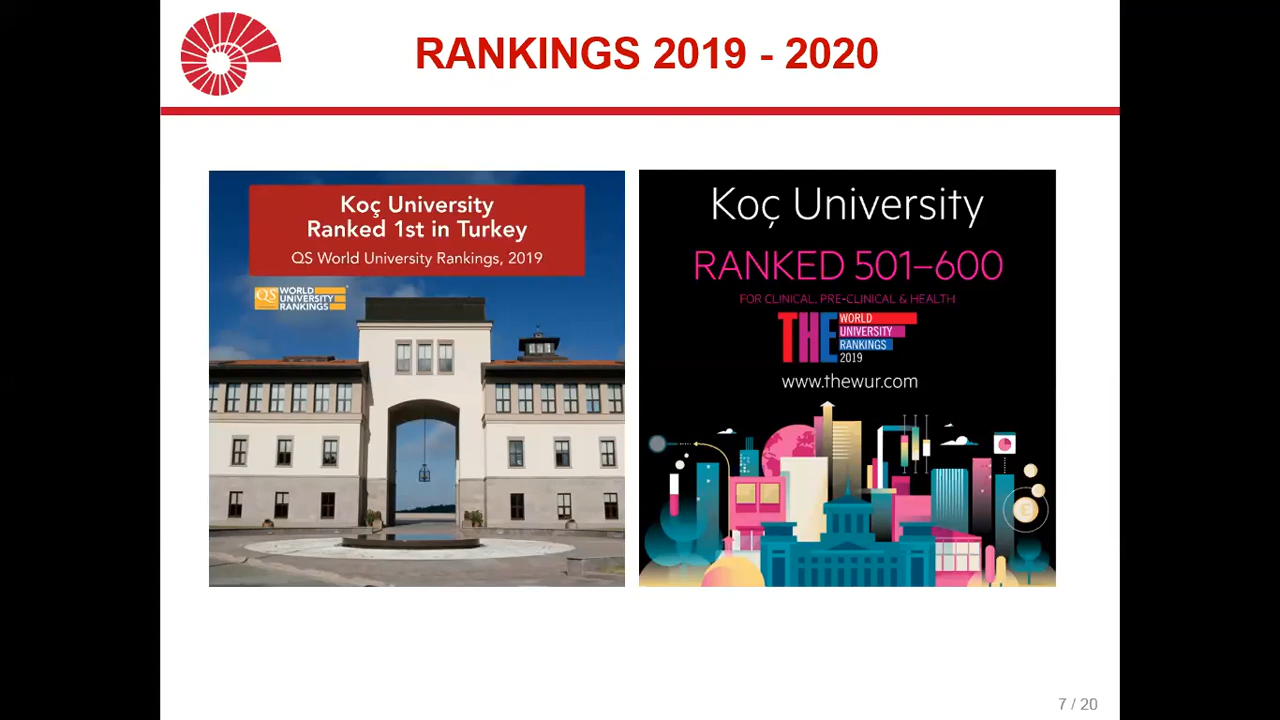 RANKINGS 2019 - 2020
Koç University
Ranked 1st in Turkey
QS World University Rankings, 2019
QS WORLD
UNIVERSITY
RANKINGS
Koç University
RANKED 501–600
FOR CLINICAL, PRE-CLINICAL & HEALTH
THE WORLD
UNIVERSITY
RANKINGS
2019
www.thewur.com
£
7 / 20